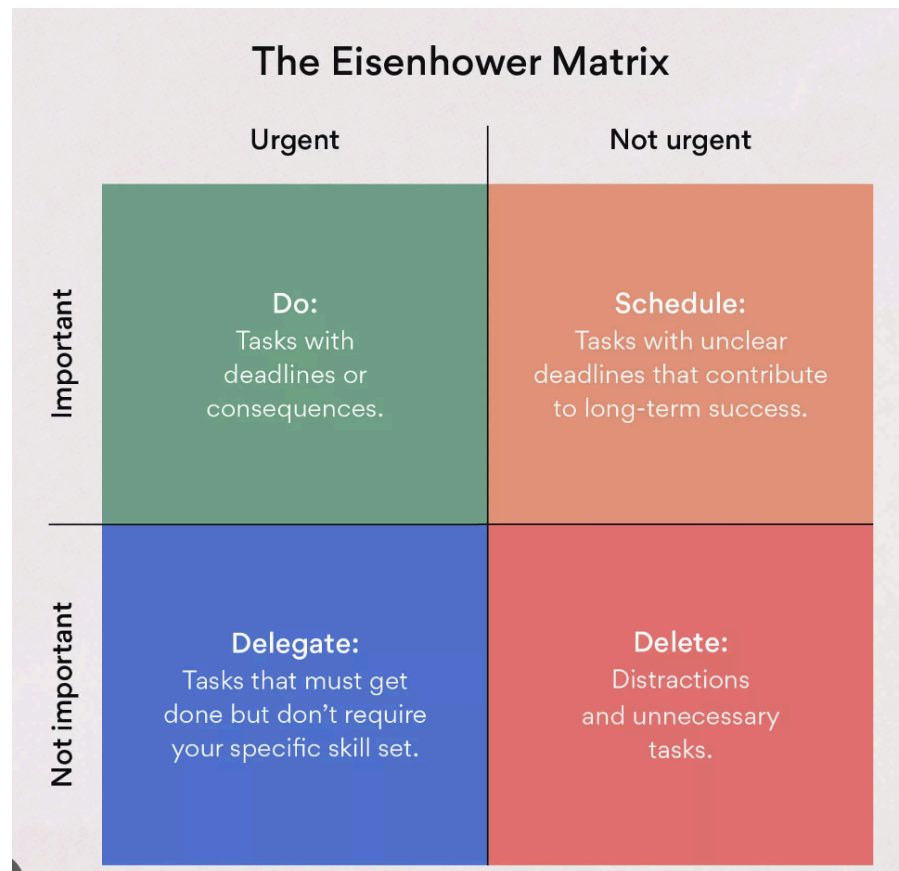 The Eisenhower Matrix
Urgent
Not urgent
Important
Do:
Tasks with
deadlines or
consequences.
Schedule:
Tasks with unclear
deadlines that contribute
to long-term success.
Not important
Delegate:
Tasks that must get
done but don’t require
your specific skill set.
Delete:
Distractions
and unnecessary
tasks.